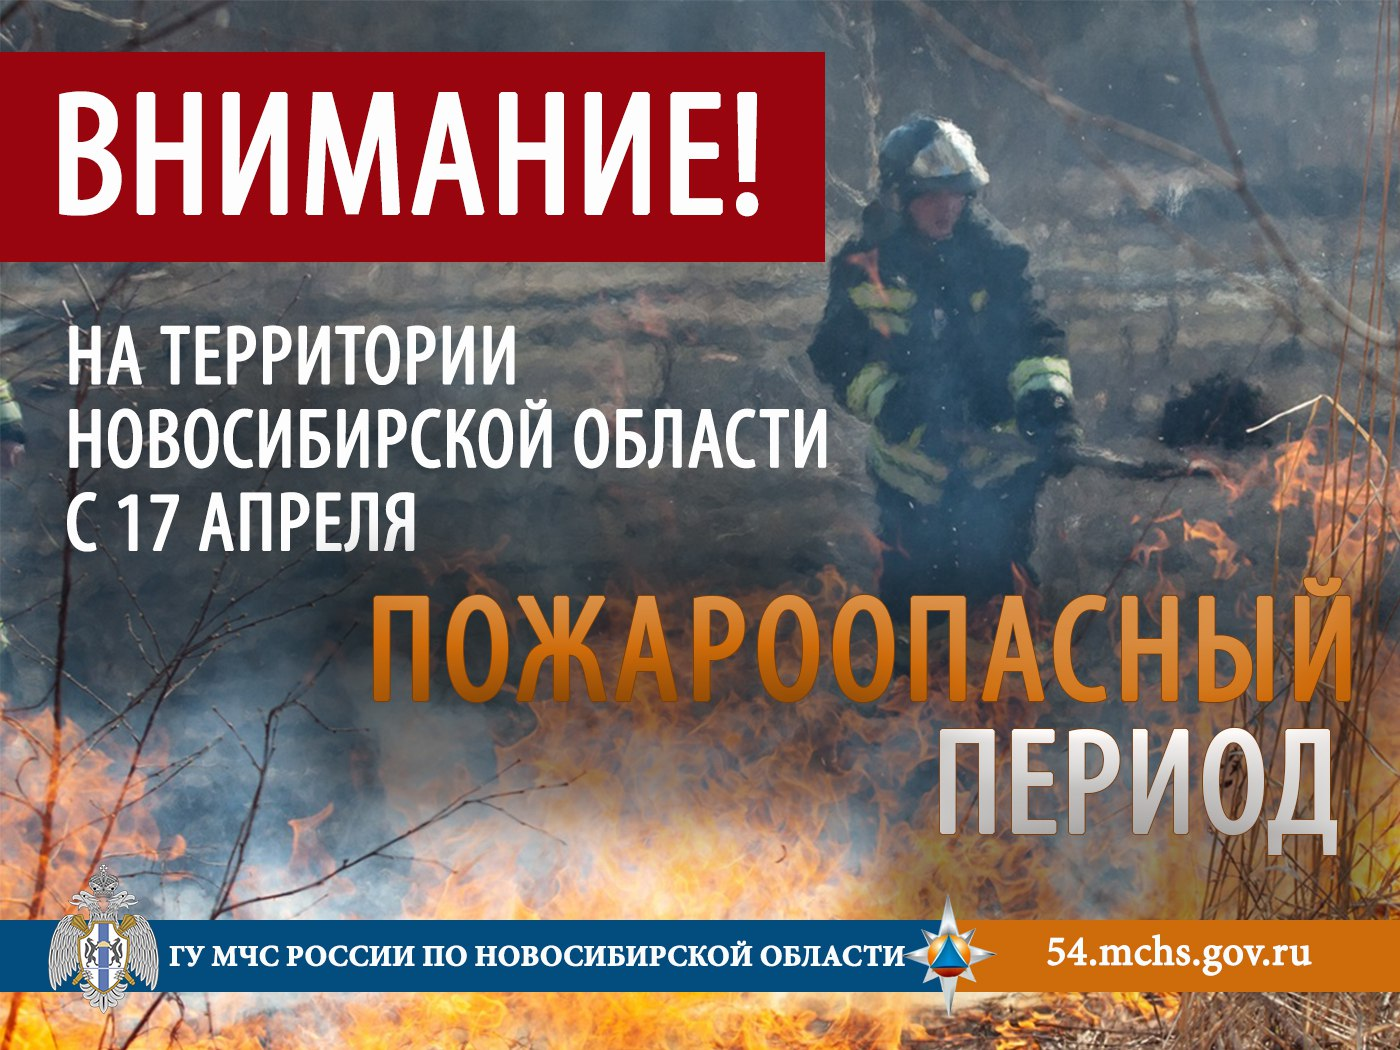 ВНИМАНИЕ!
НА ТЕРРИТОРИИ
НОВОСИБИРСКОЙ ОБЛАСТИ
С 17 АПРЕЛЯ
ПОЖАРООПАСНЫЙ
ПЕРИОД
ГУ МЧС РОССИИ ПО НОВОСИБИРСКОЙ ОБЛАСТИ
54.mchs.gov.ru